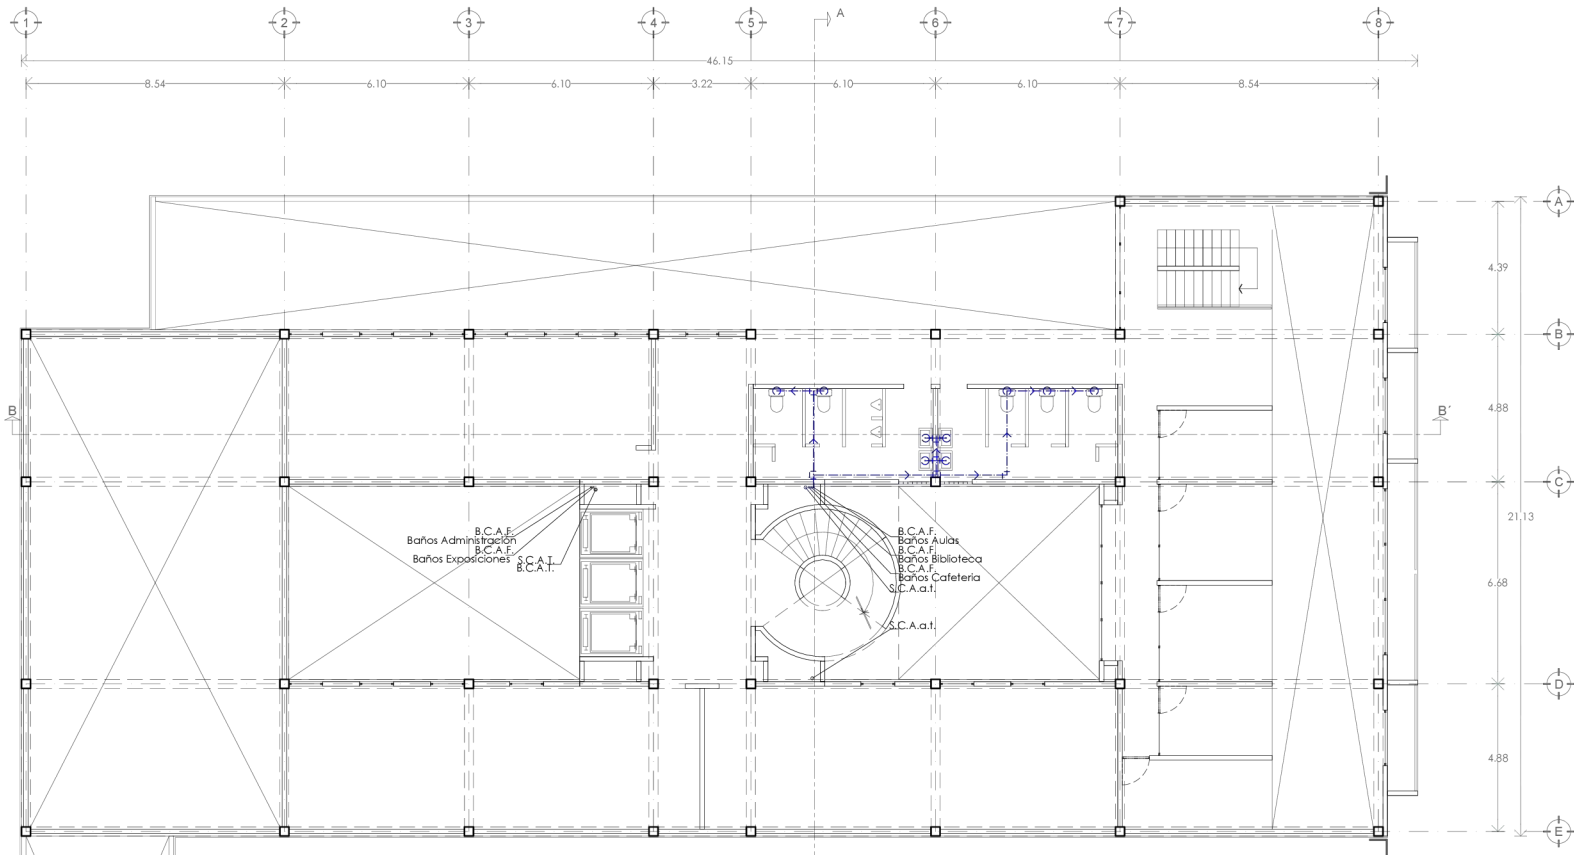 1
2
3
4
5
A
6
7
8
46.15
8.54
6.10
6.10
3.22
6.10
6.10
8.54
A
4.39
B
B
B´
4.88
C
21.13
B.C.A.F.
Baños Administración
B.C.A.F.
Baños Exposiciones
S.C.A.T.
B.C.A.T.
B.C.A.F.
Baños Aulas
B.C.A.F.
Baños Biblioteca
B.C.A.F.
Baños Cafeteria
S.C.A.a.t.
S.C.A.a.t.
6.68
D
4.88
E